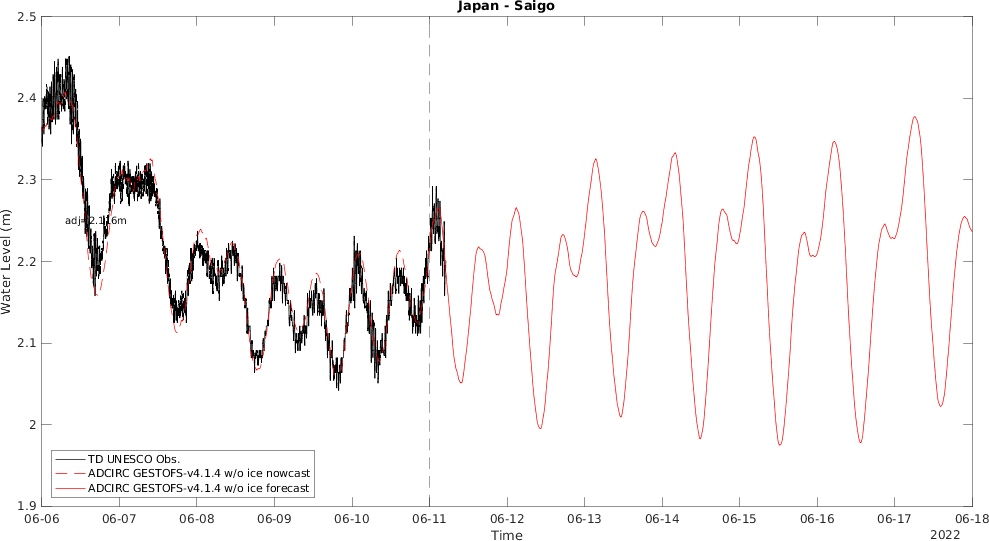 Japan - Saigo
2.5
2.4
2.3
2.2
2.1
2
1.9
Water Level (m)
adj=2.116m
TD UNESCO Obs.
ADCIRC GESTOFS-v4.1.4 w/o ice nowcast
ADCIRC GESTOFS-v4.1.4 w/o ice forecast
06-06 06-07 06-08 06-09 06-10 06-11 06-12 06-13 06-14 06-15 06-16 06-17 06-18
Time
2022